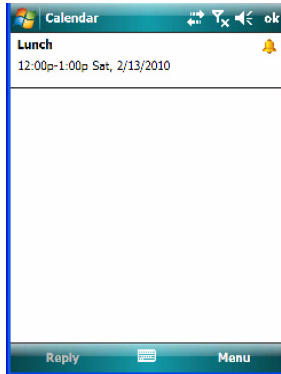 Calendar
ok
Lunch
12:00p-1:00p Sat, 2/13/2010
Reply
Menu